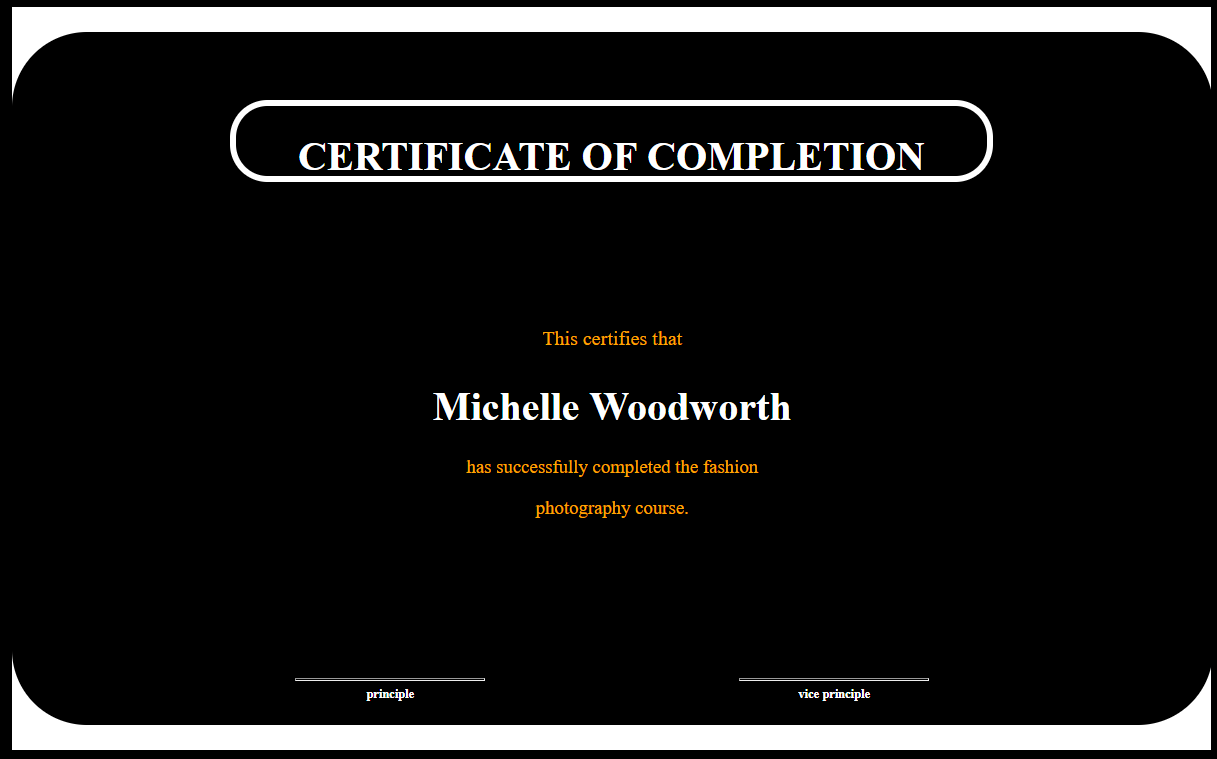 CERTIFICATE OF COMPLETION
This certifies that
Michelle Woodworth
has successfully completed the fashion
photography course.
principle
vice principle